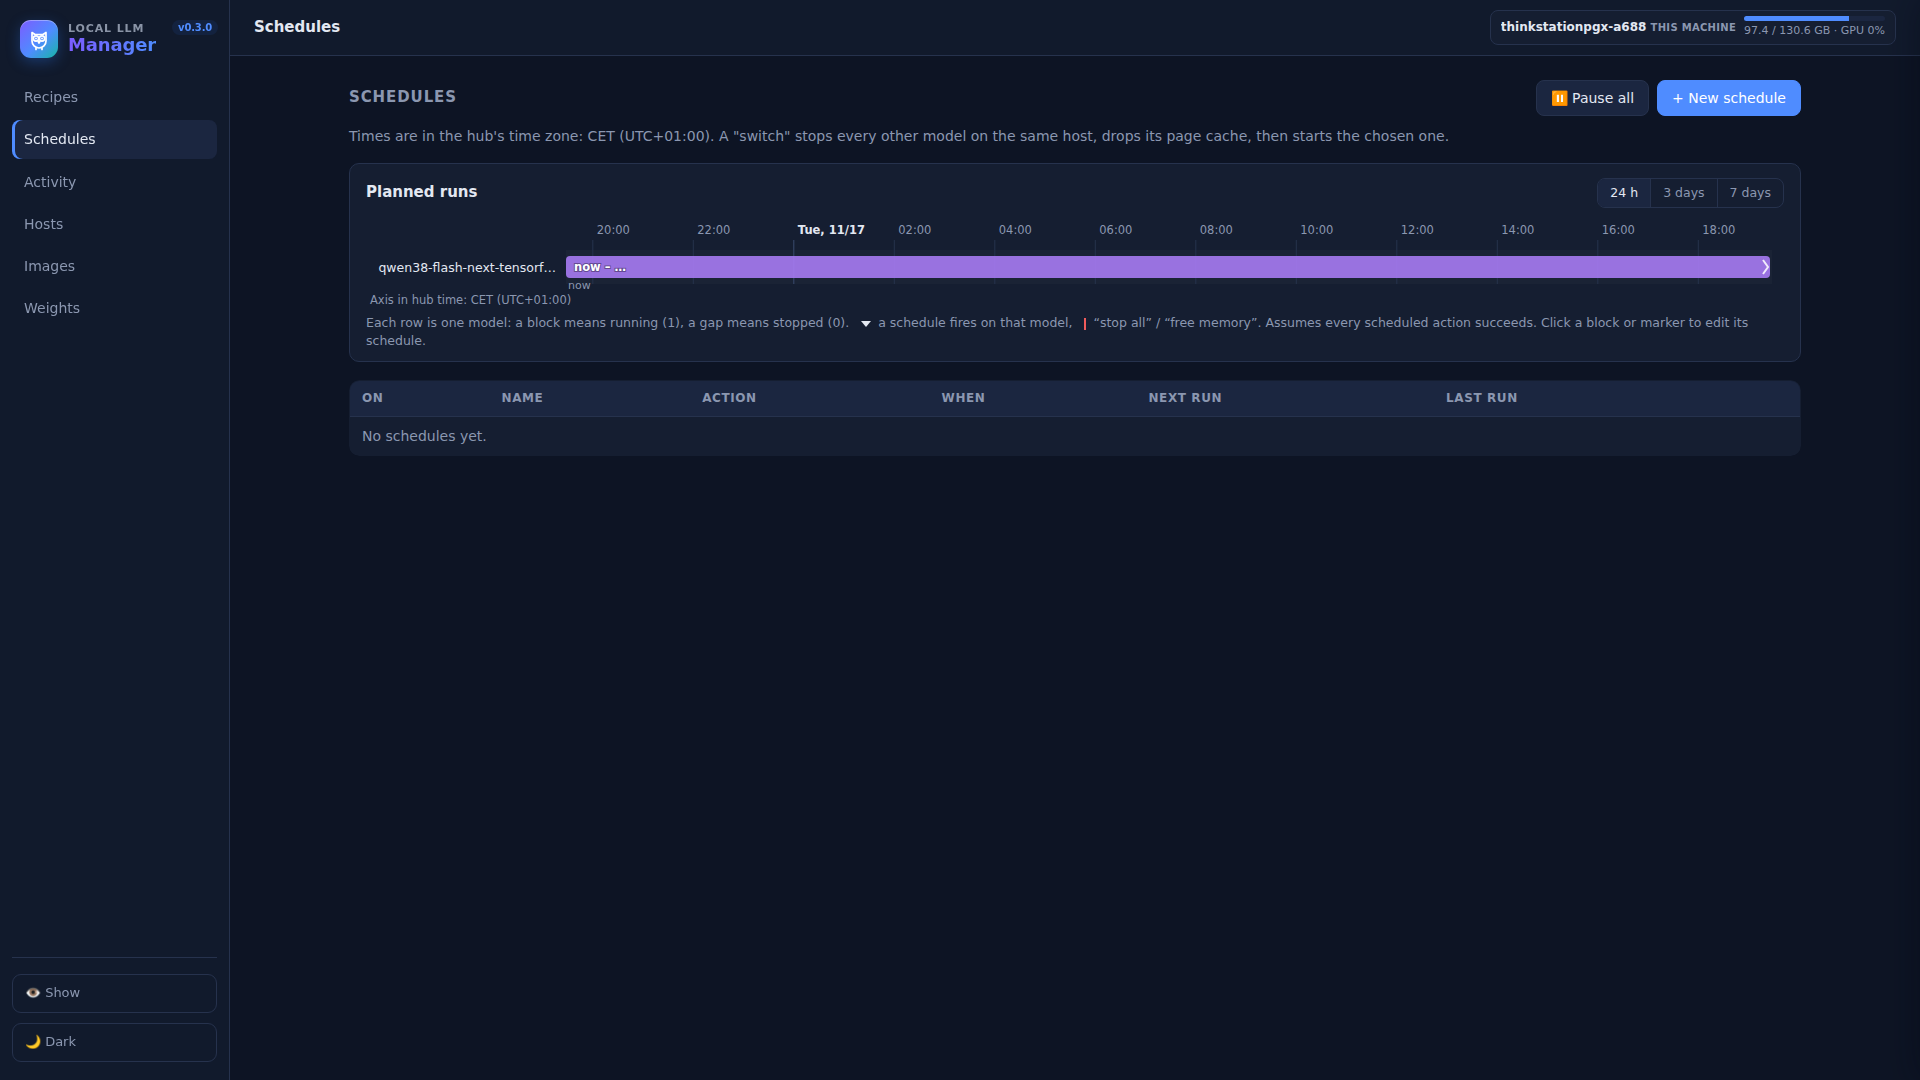 LOCAL LLM
Manager
v0.3.0
Recipes
Schedules
Activity
Hosts
Images
Weights
👁️ Show
🌙 Dark
Schedules
thinkstationpgx-a688 THIS MACHINE
97.4 / 130.6 GB · GPU 0%
SCHEDULES
⏸️ Pause all
+ New schedule
Times are in the hub's time zone: CET (UTC+01:00). A "switch" stops every other model on the same host, drops its page cache, then starts the chosen one.
Planned runs
24 h 3 days 7 days
20:00 22:00 Tue, 11/17 02:00 04:00 06:00 08:00 10:00 12:00 14:00 16:00 18:00
qwen38-flash-next-tensorf… now – …
now
Axis in hub time: CET (UTC+01:00)
Each row is one model: a block means running (1), a gap means stopped (0). a schedule fires on that model, “stop all” / “free memory”. Assumes every scheduled action succeeds. Click a block or marker to edit its
schedule.
ON NAME ACTION WHEN NEXT RUN LAST RUN
No schedules yet.